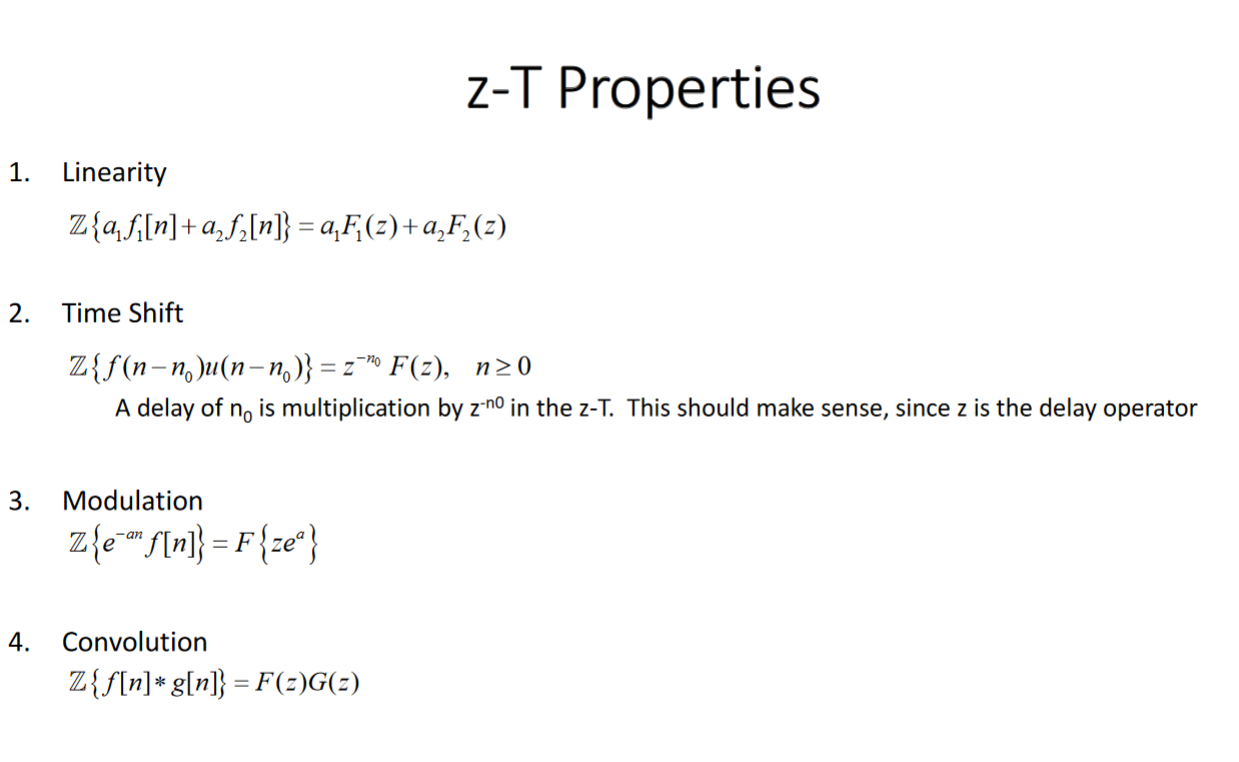 z-T Properties
1. Linearity
ℤ{a₁f₁[n]+a₂f₂[n]} = a₁F₁(z)+a₂F₂(z)
2. Time Shift
ℤ{f(n−n₀)u(n−n₀)} = z^{−n₀} F(z), n≥0
A delay of n₀ is multiplication by z⁻ⁿ⁰ in the z-T. This should make sense, since z is the delay operator
3. Modulation
ℤ{e^{−an} f[n]} = F{zeᵃ}
4. Convolution
ℤ{f[n]* g[n]} = F(z)G(z)